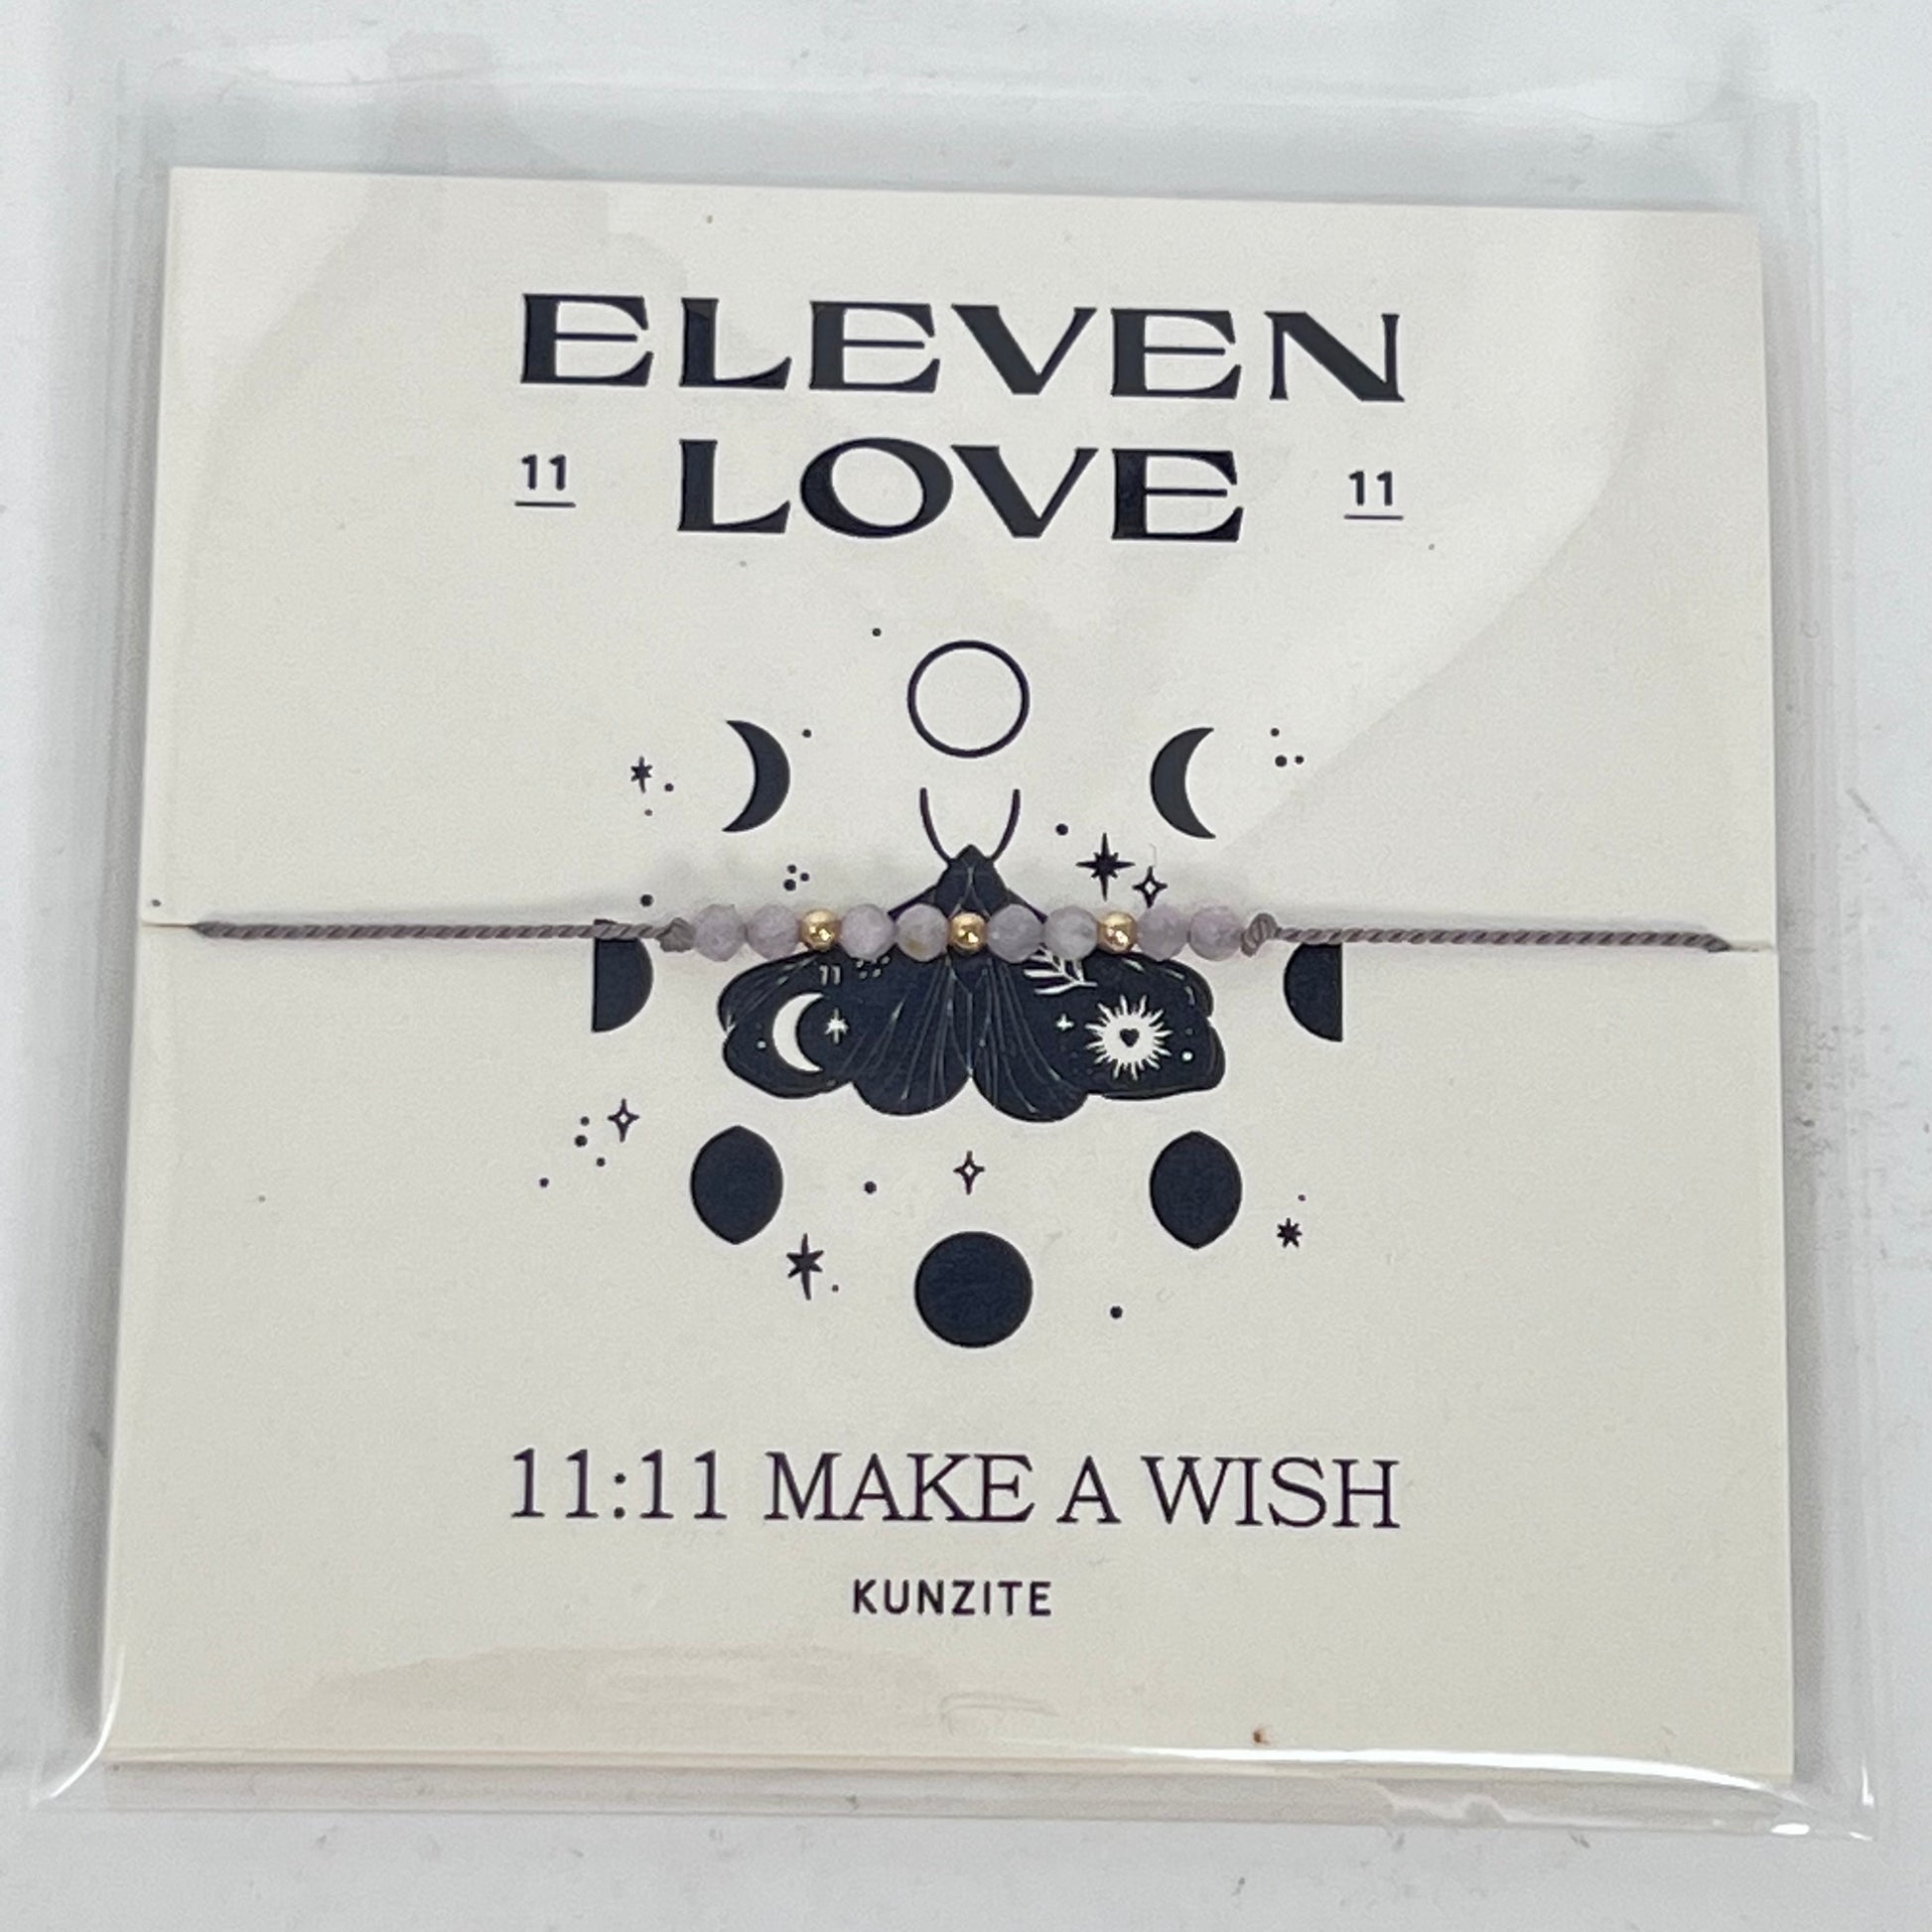 ELEVEN
11 LOVE 11
11
11:11 MAKE A WISH
KUNZITE